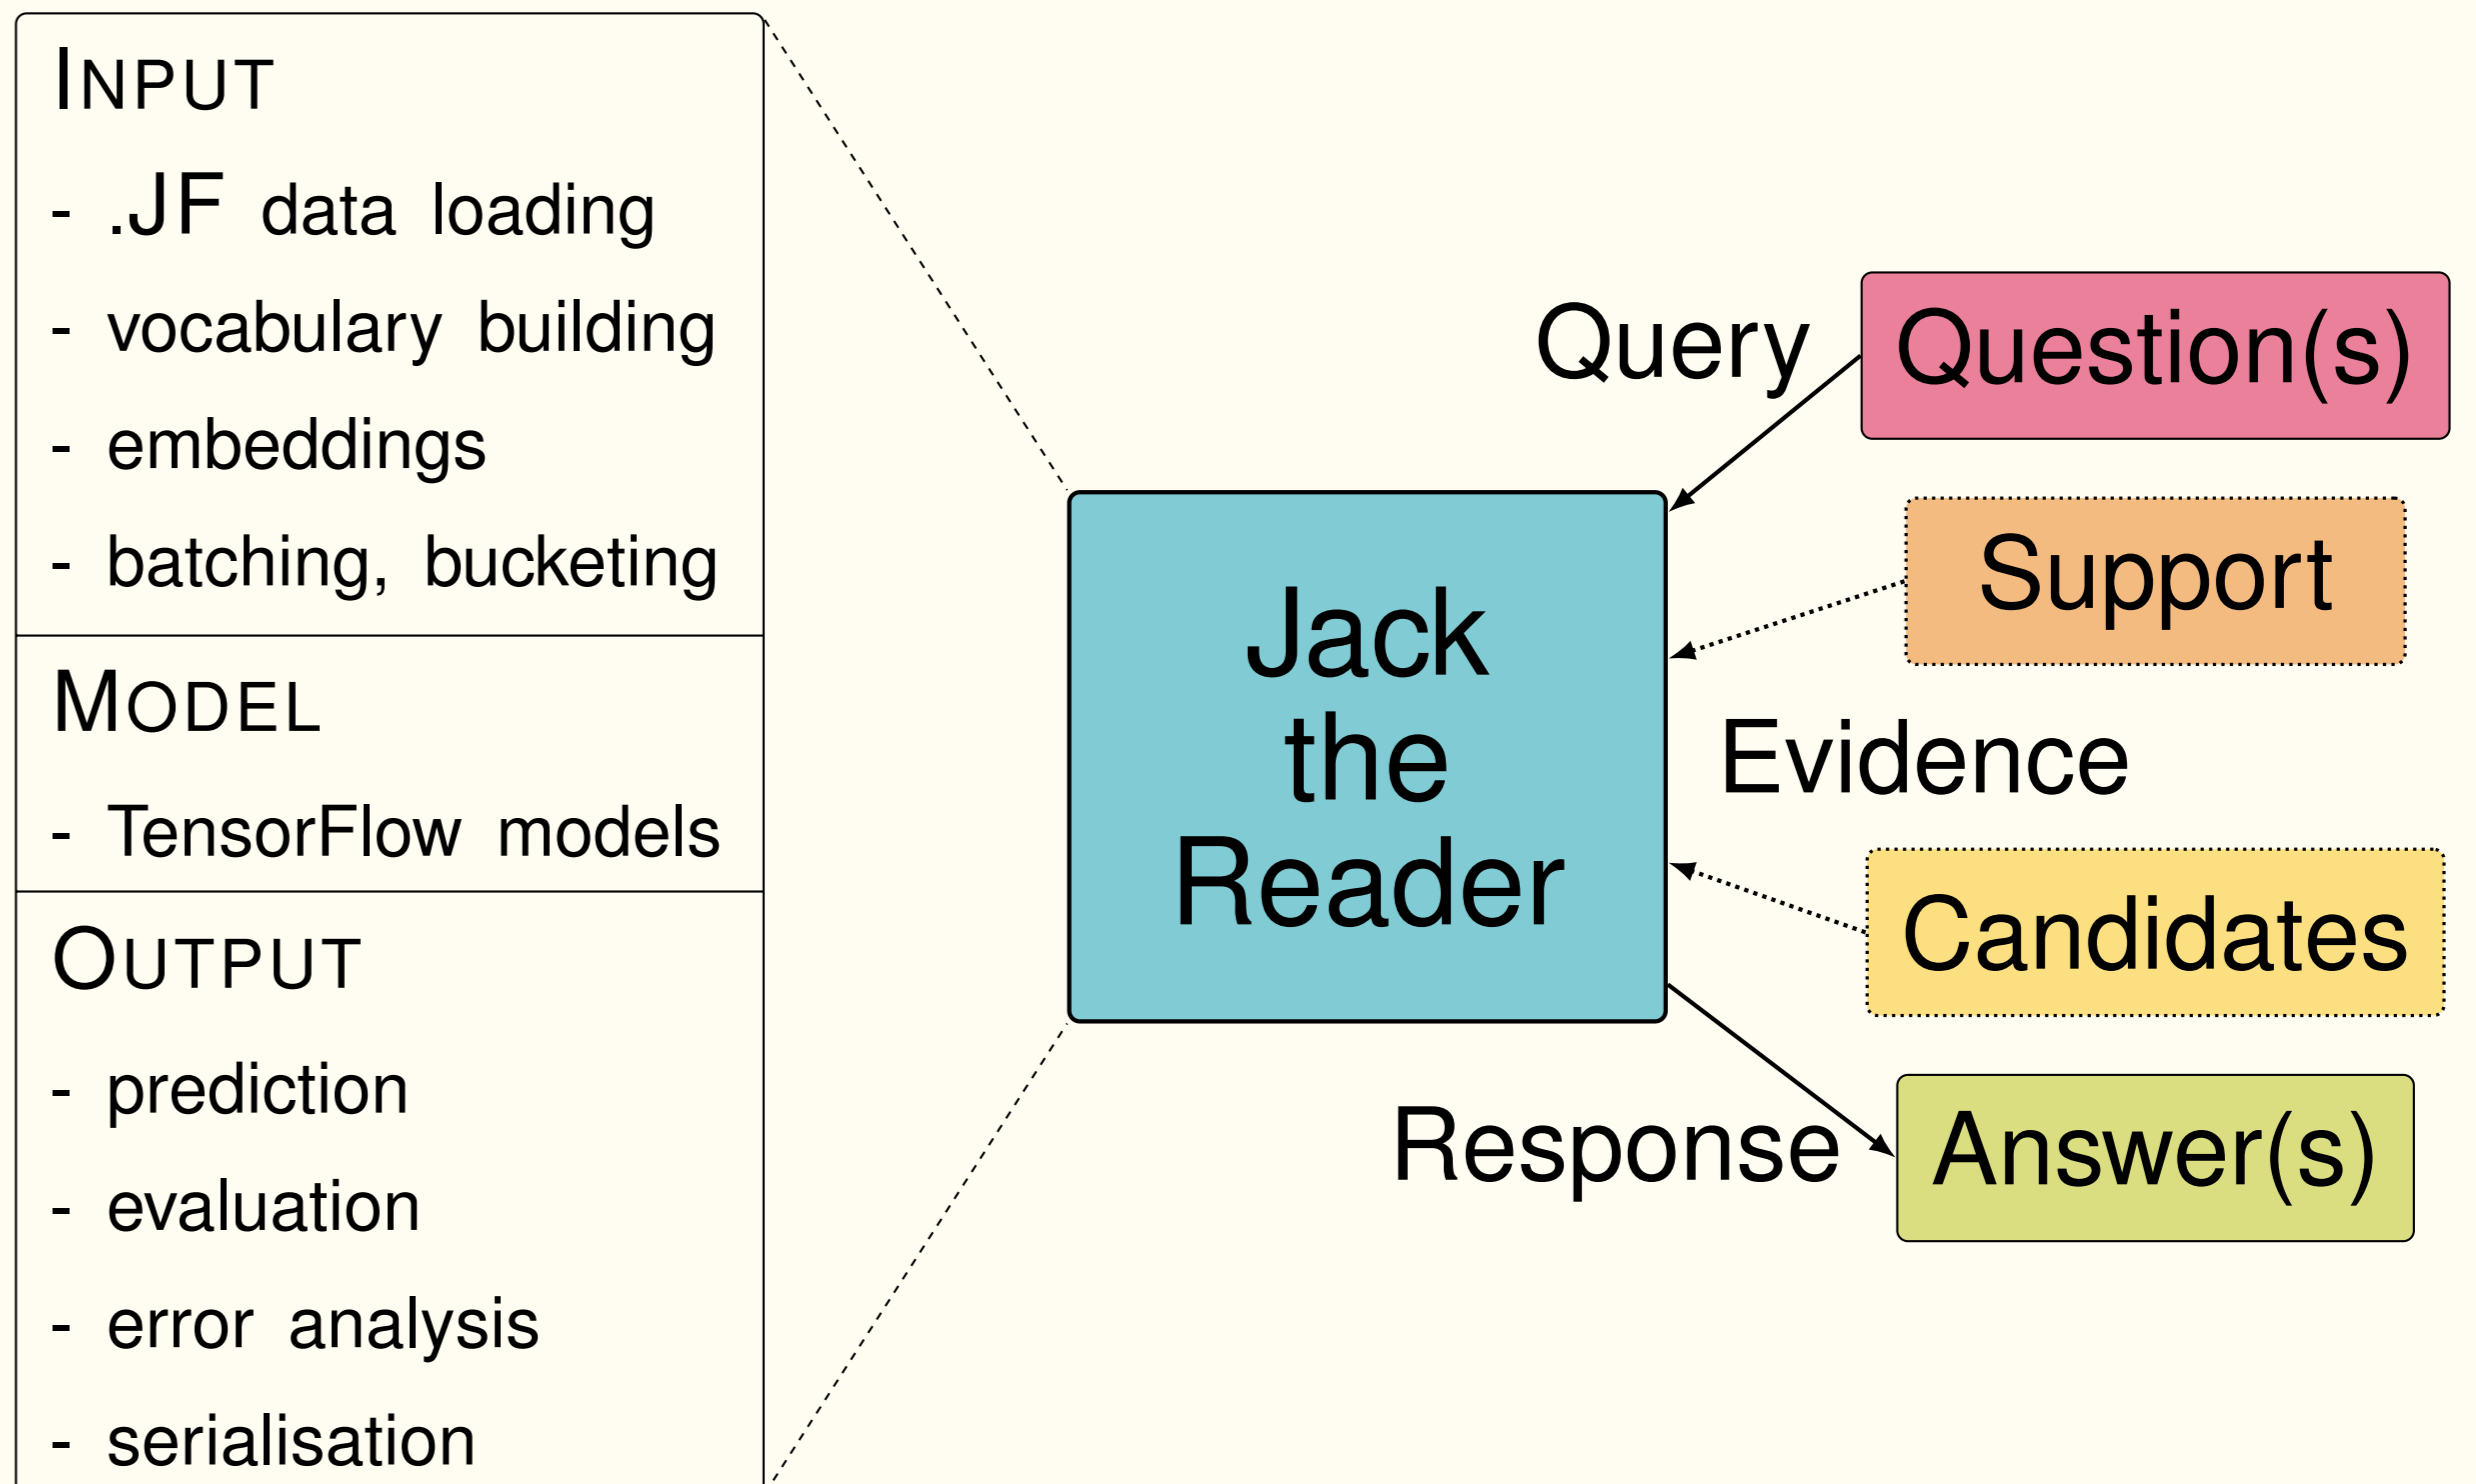 INPUT
- .JF data loading
- vocabulary building
- embeddings
- batching, bucketing
MODEL
- TensorFlow models
OUTPUT
- prediction
- evaluation
- error analysis
- serialisation
Jack
the
Reader
Query
Question(s)
Support
Evidence
Candidates
Response
Answer(s)